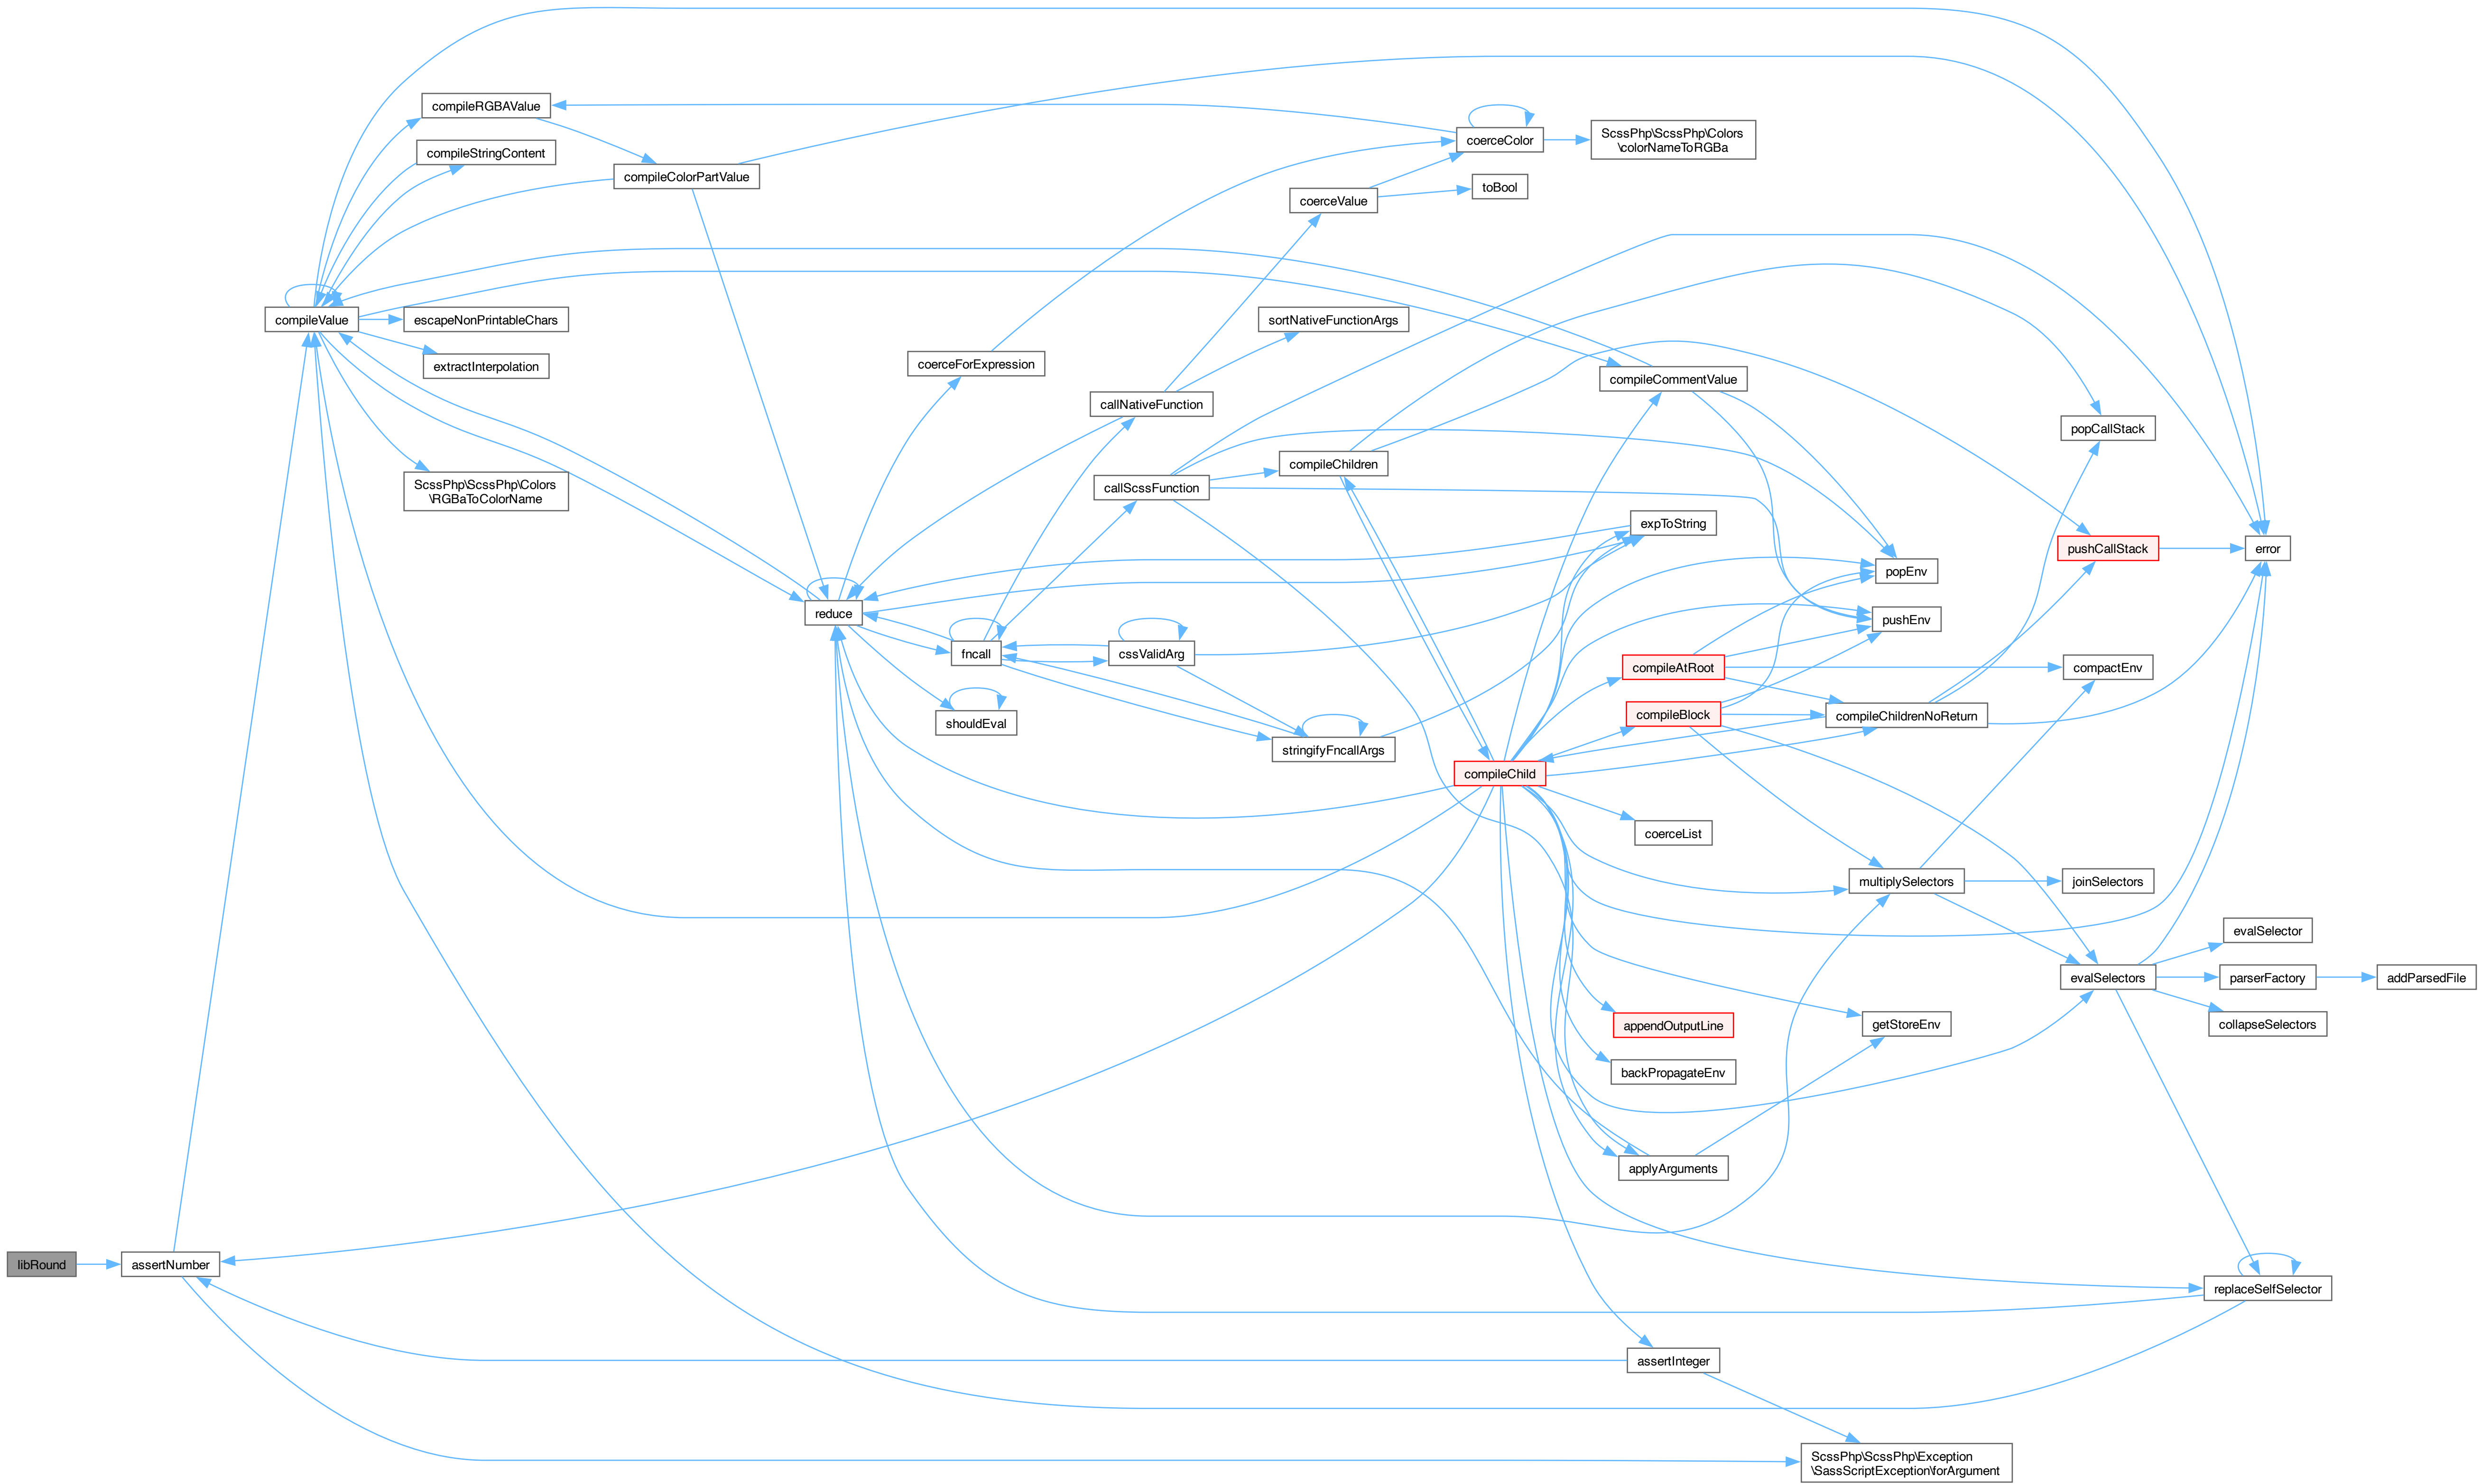 compileRGBAValue
compileStringContent
compileColorPartValue
coerceColor
ScssPhp\ScssPhp\Colors
\colorNameToRGBa
coerceValue
toBool
compileValue
escapeNonPrintableChars
extractInterpolation
sortNativeFunctionArgs
coerceForExpression
compileCommentValue
callNativeFunction
popCallStack
compileChildren
callScssFunction
ScssPhp\ScssPhp\Colors
\RGBaToColorName
expToString
pushCallStack
error
popEnv
reduce
pushEnv
fncall
cssValidArg
compileAtRoot
compactEnv
shouldEval
compileBlock
compileChildrenNoReturn
stringifyFncallArgs
compileChild
coerceList
multiplySelectors
joinSelectors
evalSelector
evalSelectors
parserFactory
addParsedFile
appendOutputLine
getStoreEnv
collapseSelectors
backPropagateEnv
applyArguments
libRound
assertNumber
replaceSelfSelector
assertInteger
ScssPhp\ScssPhp\Exception
\SassScriptException\forArgument